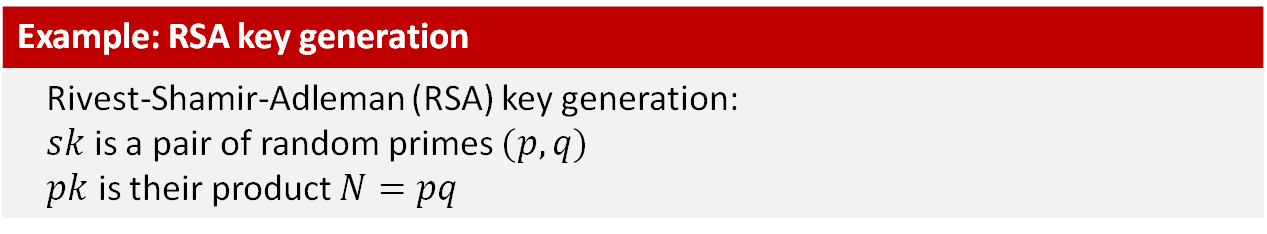 Example: RSA key generation
Rivest-Shamir-Adleman (RSA) key generation:
sk is a pair of random primes (p, q)
pk is their product N = pq